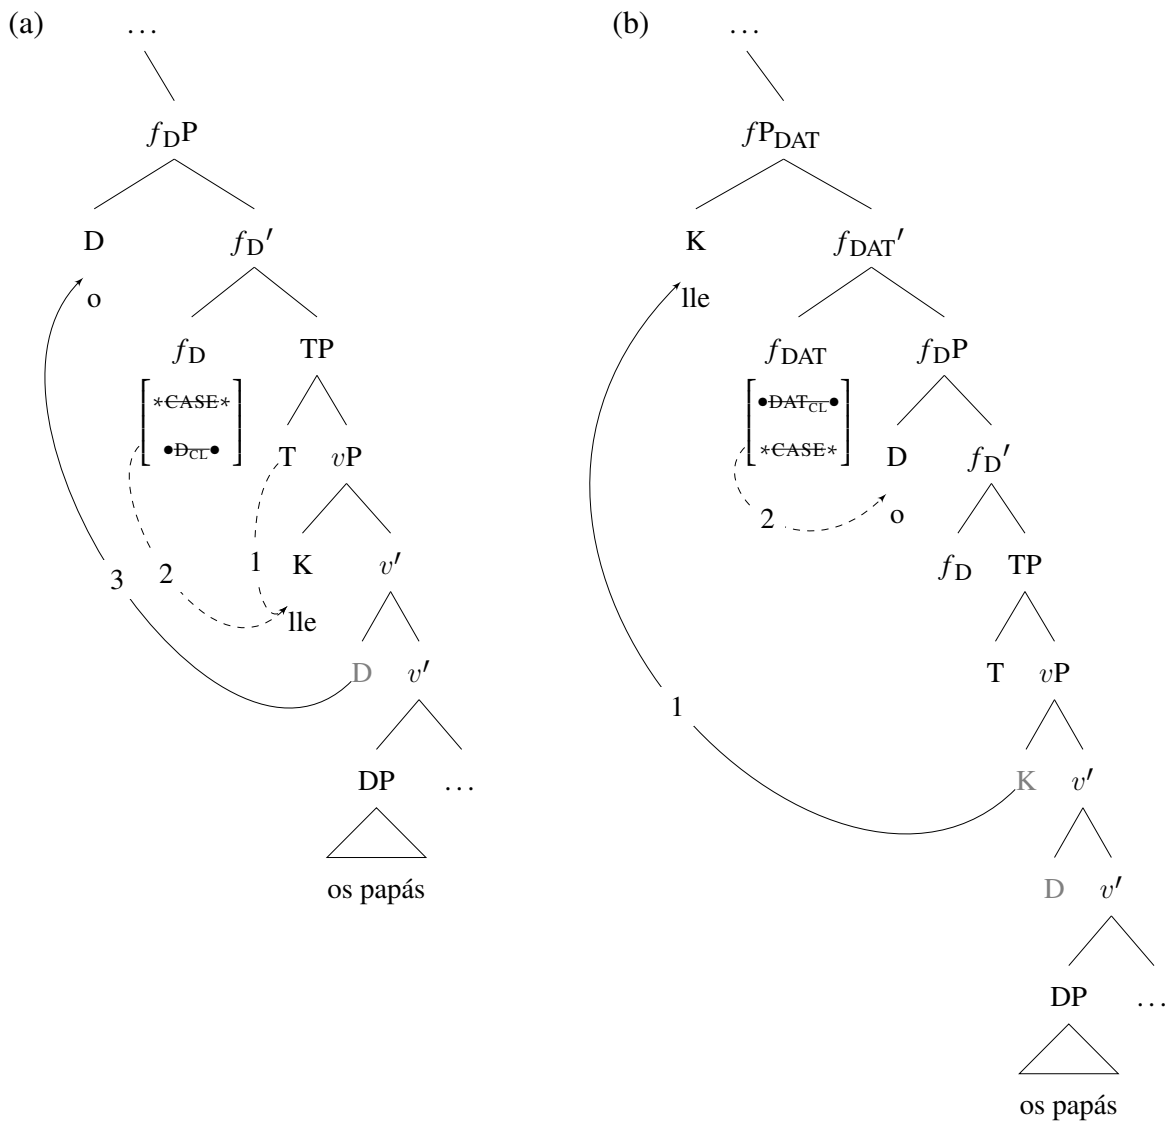 (a) …
f_DP
D f_D′
o
f_D TP
[*CASE*
•D_CL•] T vP
3 2 1 K v′
lle
D v′
DP …
os papás
(b) …
fP_DAT
K f_DAT′
lle
f_DAT f_DP
[•DAT_CL•
*CASE*] D f_D′
2 o
f_D TP
T vP
1
K v′
D v′
DP …
os papás